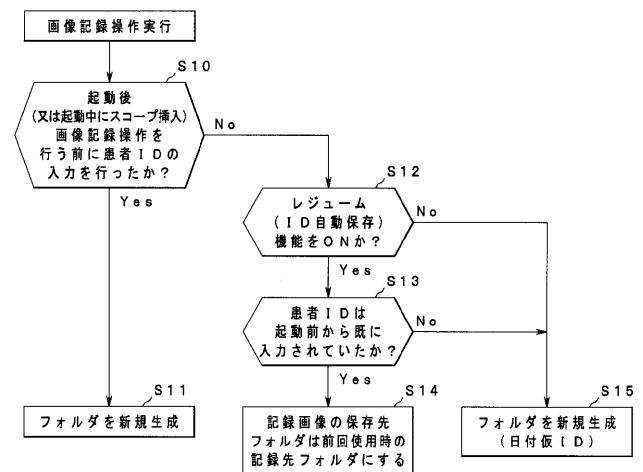 画像記録操作実行
S10
起動後
(又は起動中にスコープ挿入)
画像記録操作を
行う前に患者IDの
入力を行ったか?
No
Yes
S12
レジューム
(ID自動保存)
機能をONか?
No
Yes
S13
患者IDは
起動前から既に
入力されていたか?
No
Yes
S11
フォルダを新規生成
S14
記録画像の保存先
フォルダは前回使用時の
記録先フォルダにする
S15
フォルダを新規生成
(日付仮ID)